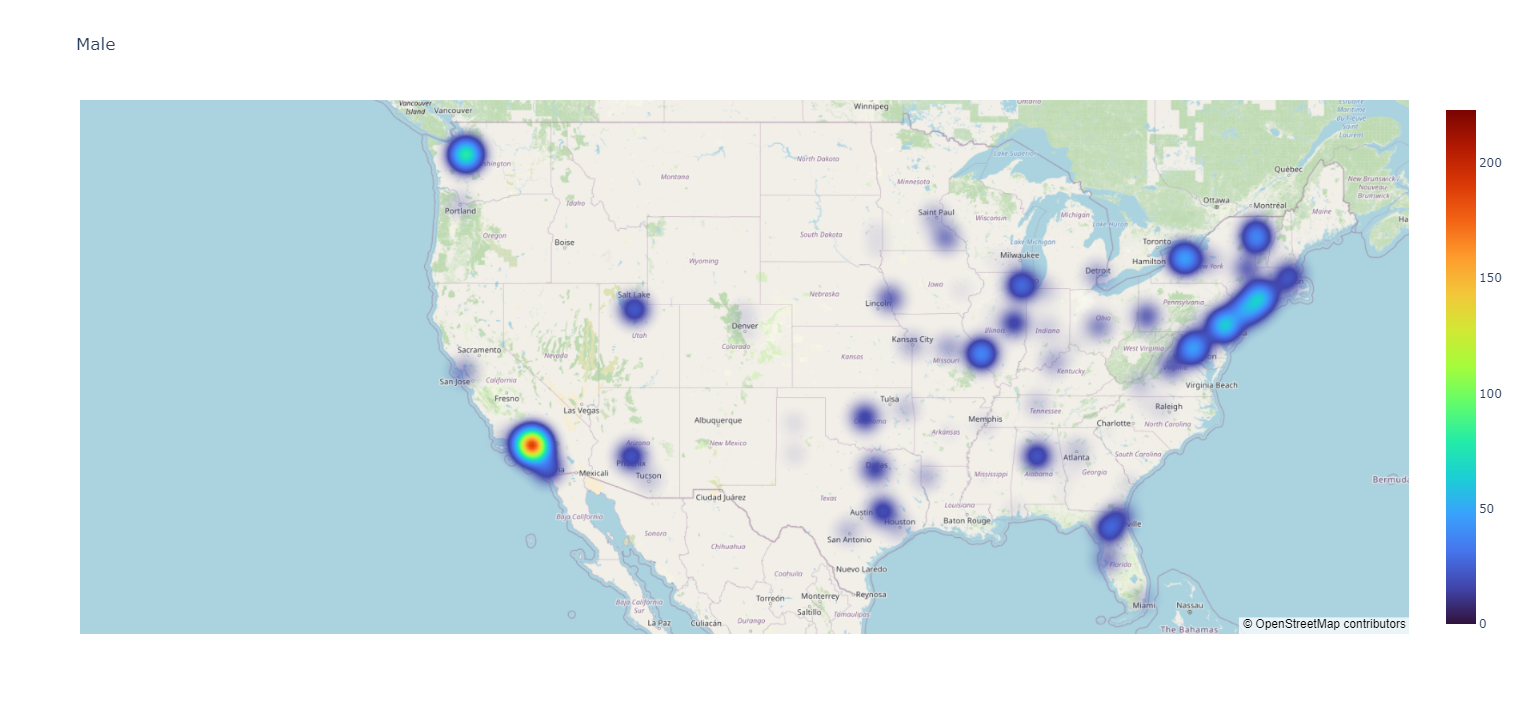 Male
Vancouver
Island
Vancouver
Winnipeg
Ontario
North Dakota
Lake Superior
Québec
Montana
Minnesota
New Brunswick /
Nouveau-
Brunswick
Idaho
Ottawa
Montréal
Maine
Portland
Saint Paul
Wisconsin
Michigan
Lake Huron
Ha
Oregon
Boise
South Dakota
Lake Michigan
Toronto
Milwaukee
Hamilton
Wyoming
Detroit
Iowa
Salt Lake
Nebraska
Lincoln
Pennsylvania
Denver
Ohio
Utah
Illinois
Indiana
Kansas City
Sacramento
Nevada
Colorado
Kansas
Missouri
West Virginia
Kentucky
San Jose
California
Virginia Beach
Fresno
Tulsa
Las Vegas
Raleigh
Tennessee
Albuquerque
Memphis
Charlotte
North Carolina
Arkansas
Arizona
New Mexico
Atlanta
South Carolina
Mexicali
Tucson
Mississippi
Alabama
Georgia
Bermuda
Ciudad Juárez
Texas
Louisiana
Austin
Houston
Baton Rouge
ville
Baja California
Sonora
San Antonio
Chihuahua
Florida
Nuevo Laredo
Coahuila
Torreón
Monterrey
Reynosa
Baja California
Sur
Saltillo
Tamaulipas
Miami
Nassau
La Paz
Culiacán
Durango
The Bahamas
© OpenStreetMap contributors
200
150
100
50
0